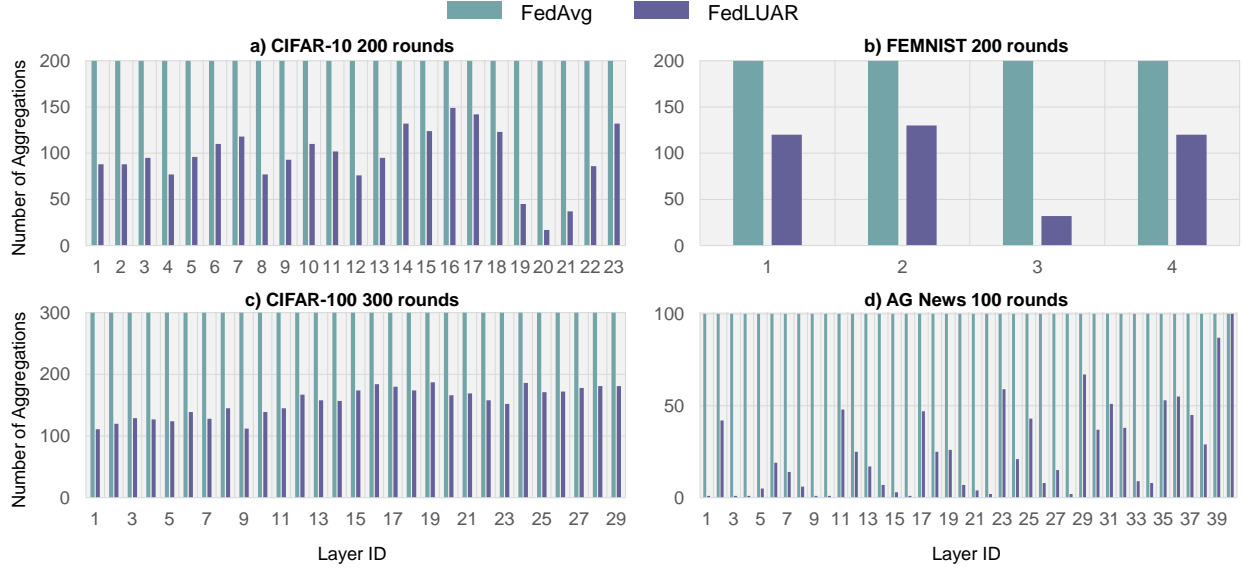 FedAvg FedLUAR
a) CIFAR-10 200 rounds
Number of Aggregations
200
150
100
50
0
1 2 3 4 5 6 7 8 9 10 11 12 13 14 15 16 17 18 19 20 21 22 23
b) FEMNIST 200 rounds
200
150
100
50
0
1 2 3 4
c) CIFAR-100 300 rounds
Number of Aggregations
300
200
100
0
1 3 5 7 9 11 13 15 17 19 21 23 25 27 29
Layer ID
d) AG News 100 rounds
100
50
0
1 3 5 7 9 11 13 15 17 19 21 23 25 27 29 31 33 35 37 39
Layer ID